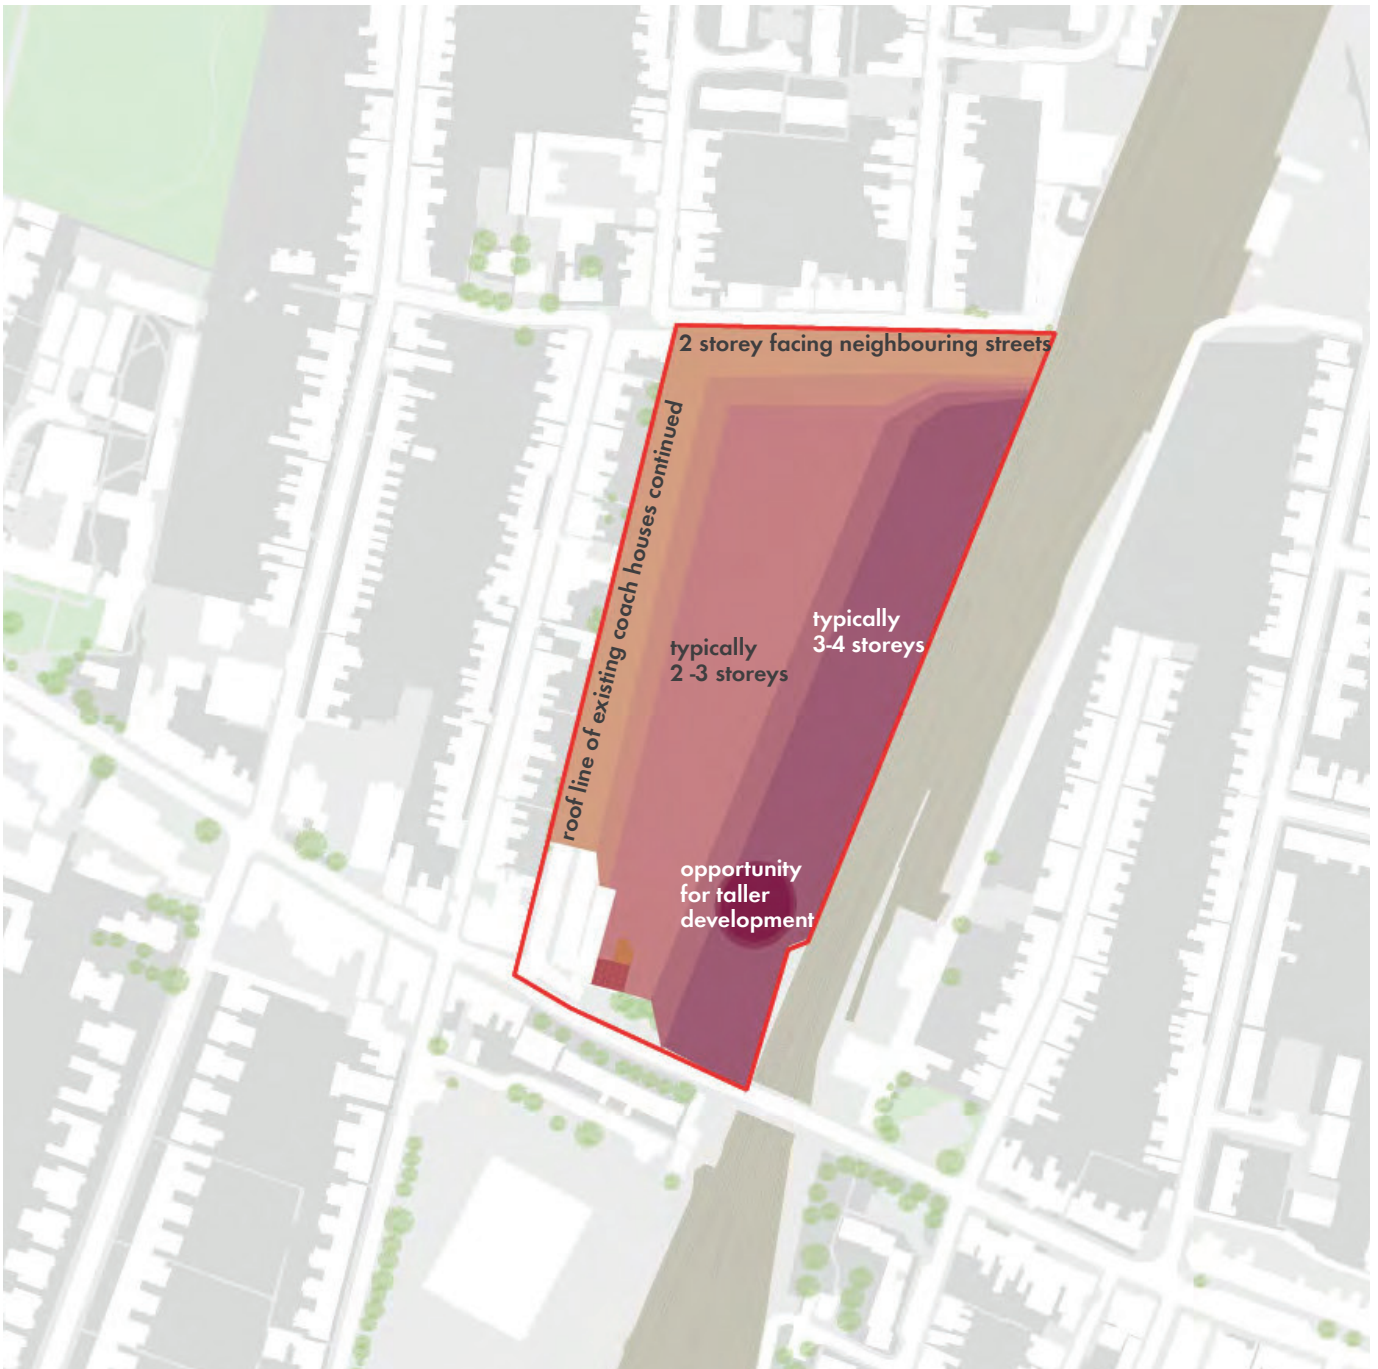 2 storey facing neighbouring streets
roof line of existing coach houses continued
typically
3-4 storeys
typically
2 -3 storeys
opportunity
for taller
development